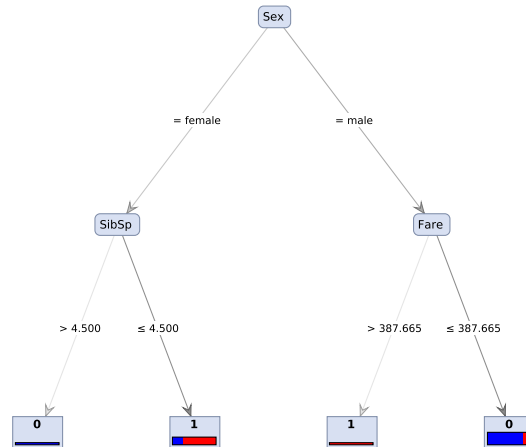 Sex
= female
= male
SibSp
Fare
> 4.500
≤ 4.500
> 387.665
≤ 387.665
0
1
1
0